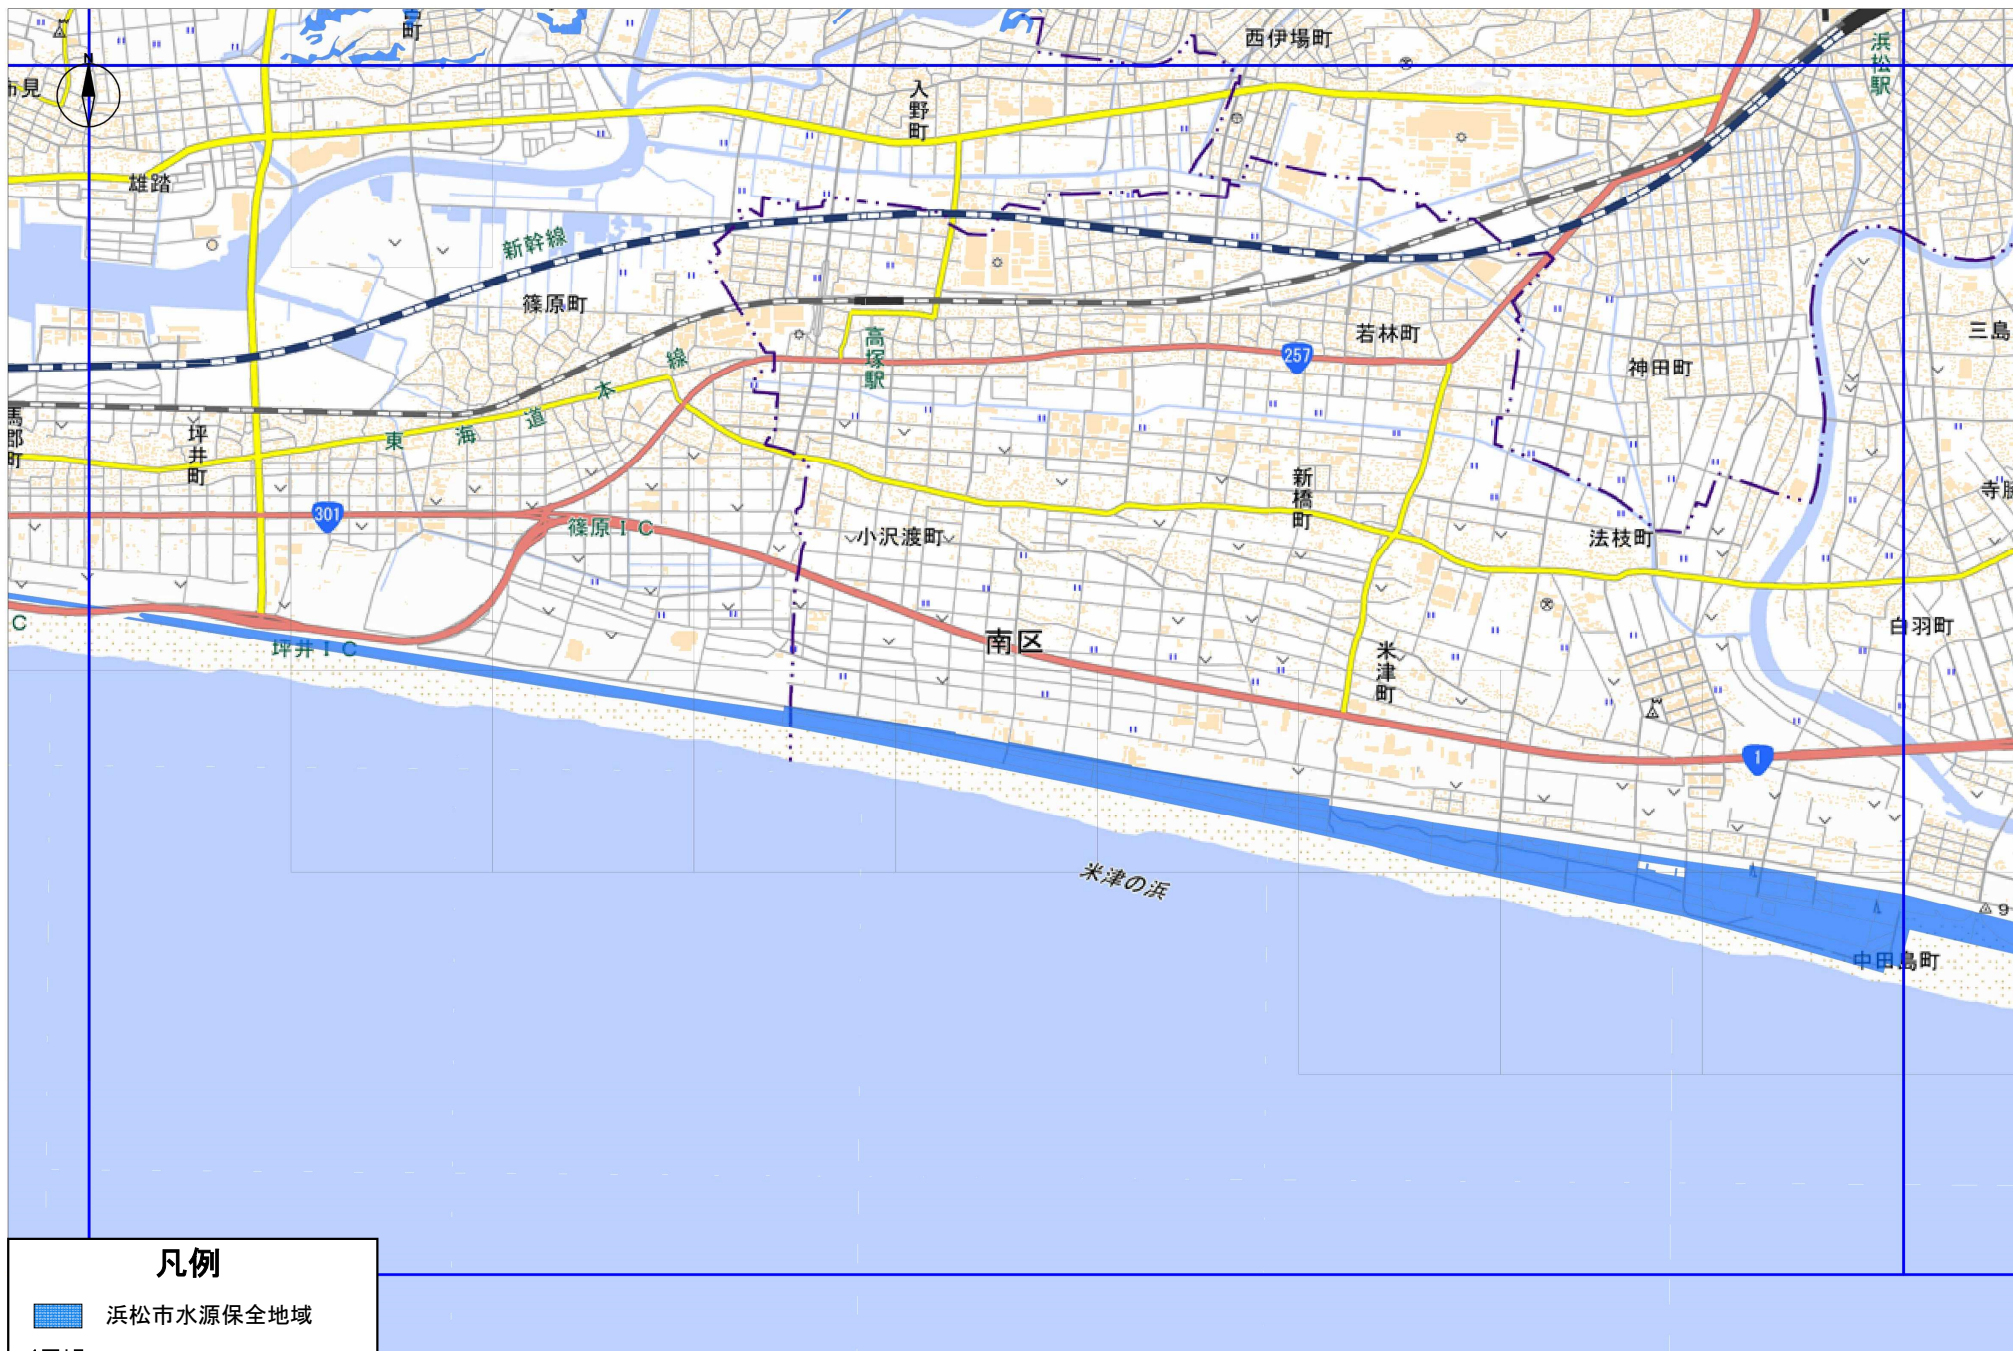 西伊場町
浜松駅
N
入野町
雄踏
新幹線
篠原町
高塚駅
若林町
257
三島
神田町
東海道本線
馬郡町
坪井町
新橋町
301
篠原IC
小沢渡町
法枝町
C
坪井IC
南区
白羽町
米津町
1
米津の浜
9
中田島町
凡例
浜松市水源保全地域